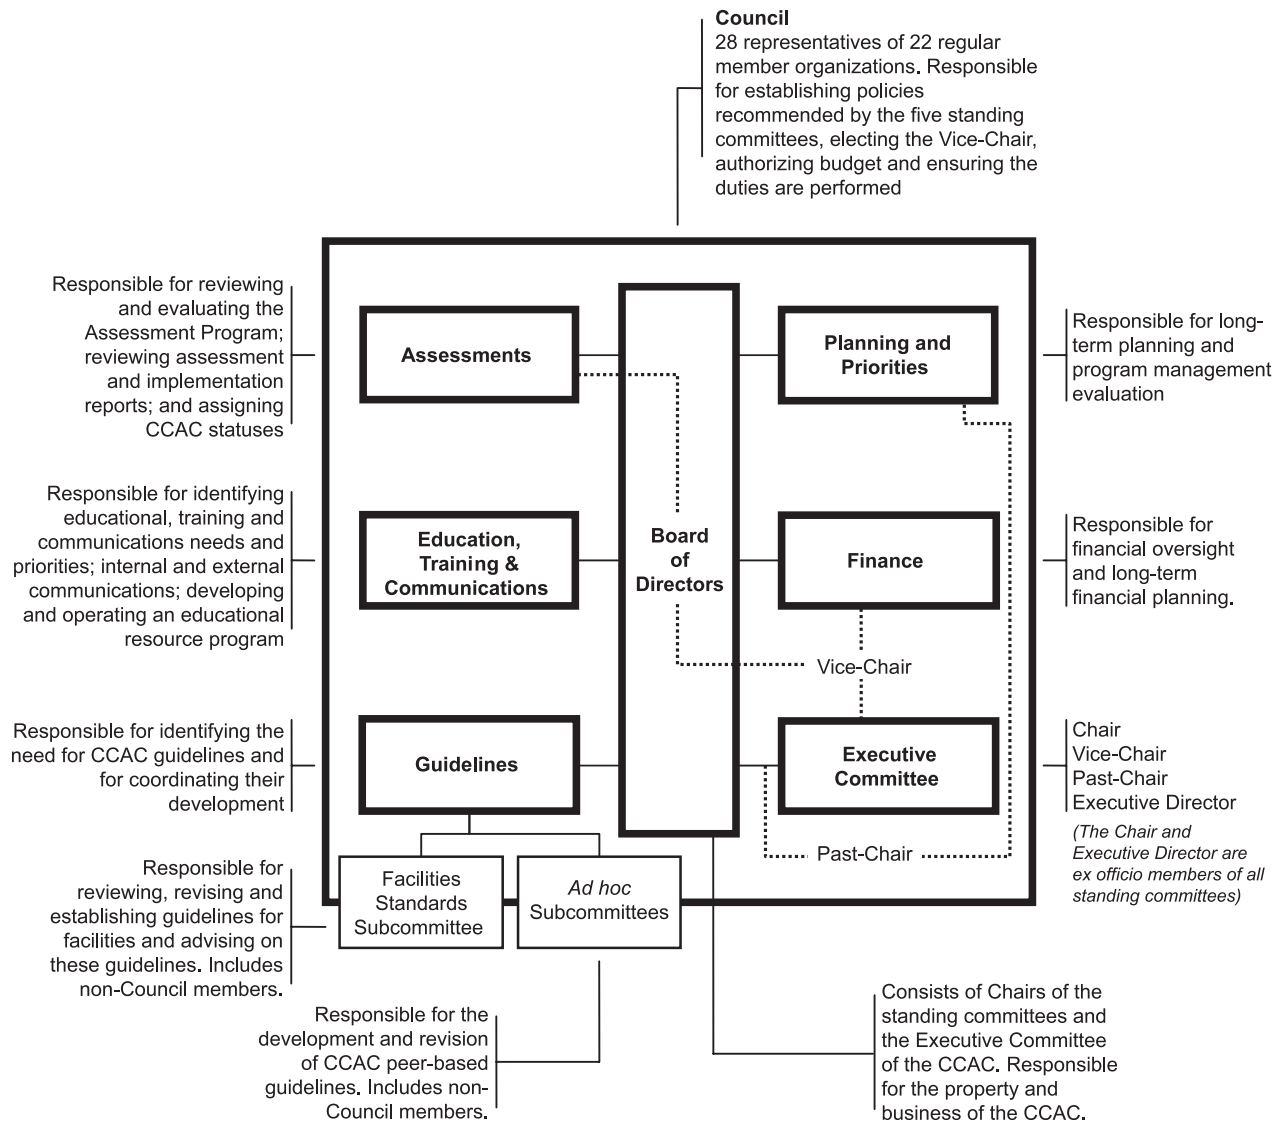 Council
28 representatives of 22 regular
member organizations. Responsible
for establishing policies
recommended by the five standing
committees, electing the Vice-Chair,
authorizing budget and ensuring the
duties are performed
Responsible for reviewing
and evaluating the
Assessment Program;
reviewing assessment
and implementation
reports; and assigning
CCAC statuses
Assessments
Planning and
Priorities
Responsible for long-
term planning and
program management
evaluation
Responsible for identifying
educational, training and
communications needs and
priorities; internal and external
communications; developing
and operating an educational
resource program
Education,
Training &
Communications
Board
of
Directors
Finance
Responsible for
financial oversight
and long-term
financial planning.
Vice-Chair
Responsible for identifying the
need for CCAC guidelines and
for coordinating their
development
Guidelines
Executive
Committee
Chair
Vice-Chair
Past-Chair
Executive Director
(The Chair and
Executive Director are
ex officio members of all
standing committees)
Past-Chair
Responsible for
reviewing, revising and
establishing guidelines for
facilities and advising on
these guidelines. Includes
non-Council members.
Facilities
Standards
Subcommittee
Ad hoc
Subcommittees
Responsible for the
development and revision
of CCAC peer-based
guidelines. Includes non-
Council members.
Consists of Chairs of the
standing committees and
the Executive Committee
of the CCAC. Responsible
for the property and
business of the CCAC.